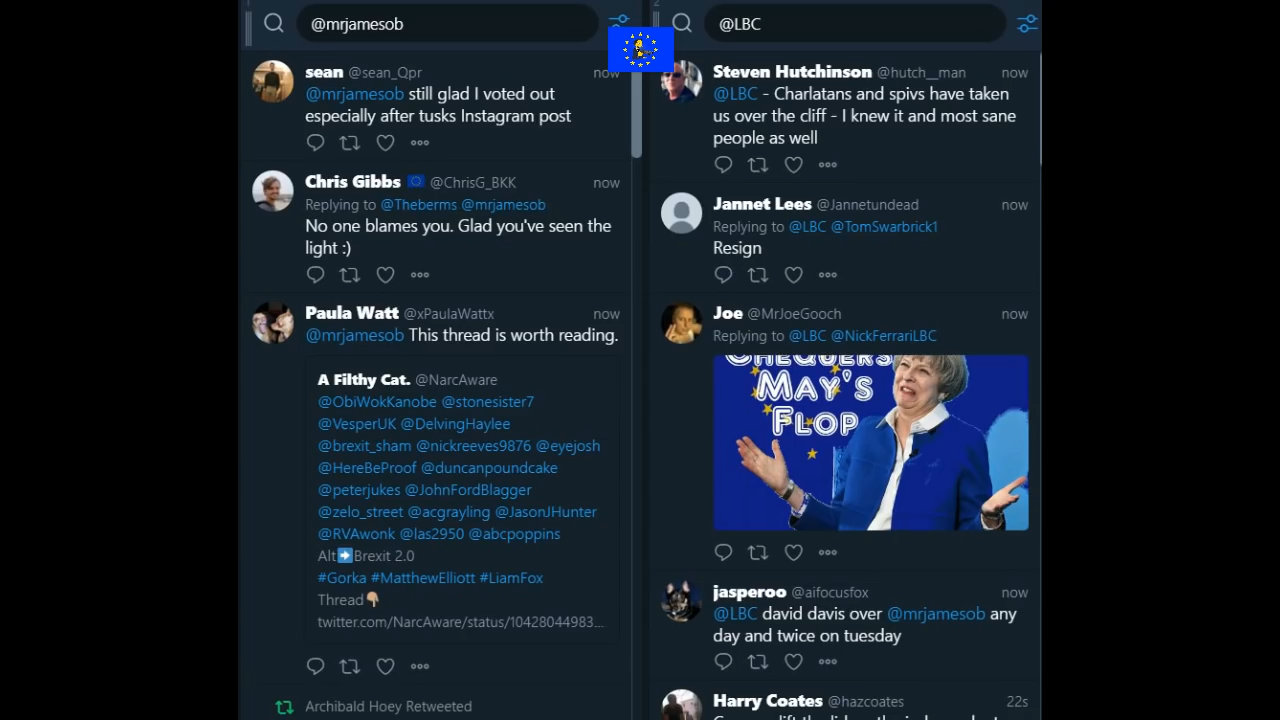 1
@mrjamesob
sean @sean_Qpr now
@mrjamesob still glad I voted out
especially after tusks Instagram post
Chris Gibbs @ChrisG_BKK now
Replying to @Theberms @mrjamesob
No one blames you. Glad you've seen the
light :)
Paula Watt @xPaulaWattx now
@mrjamesob This thread is worth reading.
A Filthy Cat. @NarcAware
@ObiWokKanobe @stonesister7
@VesperUK @DelvingHaylee
@brexit_sham @nickreeves9876 @eyejosh
@HereBeProof @duncanpoundcake
@peterjukes @JohnFordBlagger
@zelo_street @acgrayling @JasonJHunter
@RVAwonk @las2950 @abcpoppins
Alt➡️Brexit 2.0
#Gorka #MatthewElliott #LiamFox
Thread👇🏼
twitter.com/NarcAware/status/10428044983...
Archibald Hoey Retweeted
2
@LBC
Steven Hutchinson @hutch__man now
@LBC - Charlatans and spivs have taken
us over the cliff - I knew it and most sane
people as well
Jannet Lees @Jannetundead now
Replying to @LBC @TomSwarbrick1
Resign
Joe @MrJoeGooch now
Replying to @LBC @NickFerrariLBC
CHEQUERS
MAY'S
FLOP
jasperoo @aifocusfox now
@LBC david davis over @mrjamesob any
day and twice on tuesday
Harry Coates @hazcoates 22s